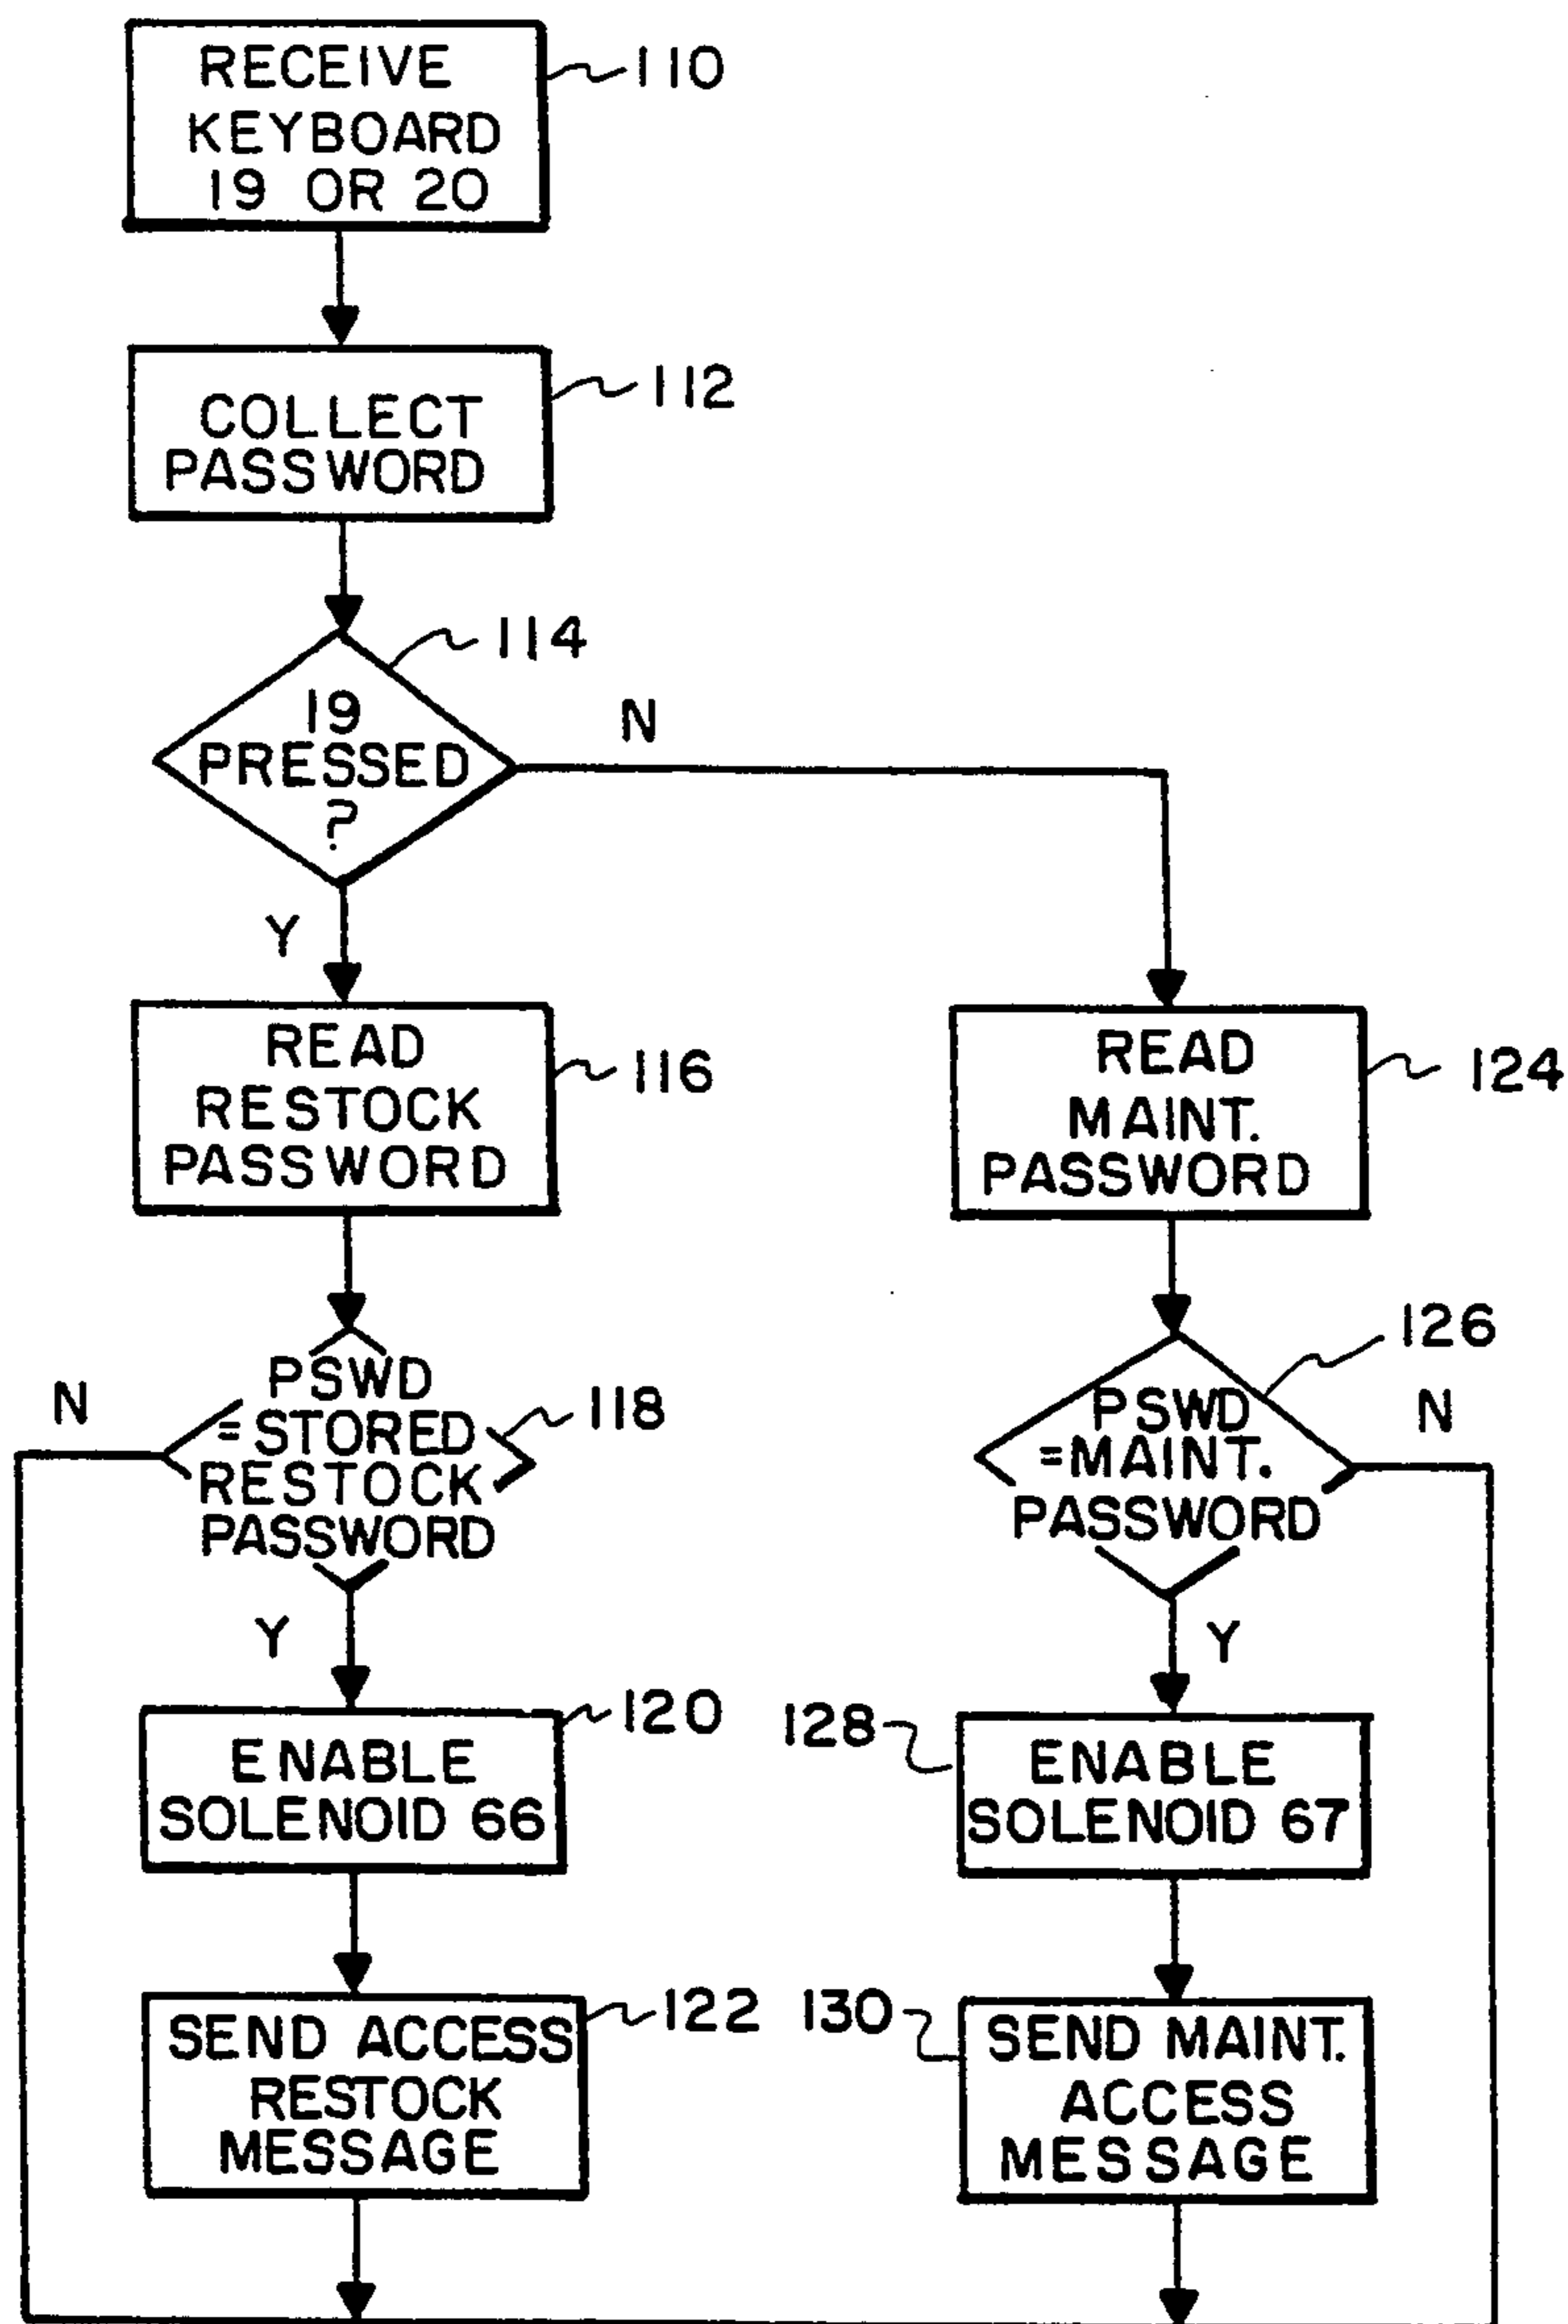 RECEIVE
KEYBOARD
19 OR 20
110
COLLECT
PASSWORD
112
114
19
PRESSED
?
N
Y
READ
RESTOCK
PASSWORD
116
READ
MAINT.
PASSWORD
124
N
PSWD
=STORED
RESTOCK
PASSWORD
118
Y
126
PSWD
=MAINT.
PASSWORD
N
Y
120
ENABLE
SOLENOID 66
128
ENABLE
SOLENOID 67
122
SEND ACCESS
RESTOCK
MESSAGE
130
SEND MAINT.
ACCESS
MESSAGE